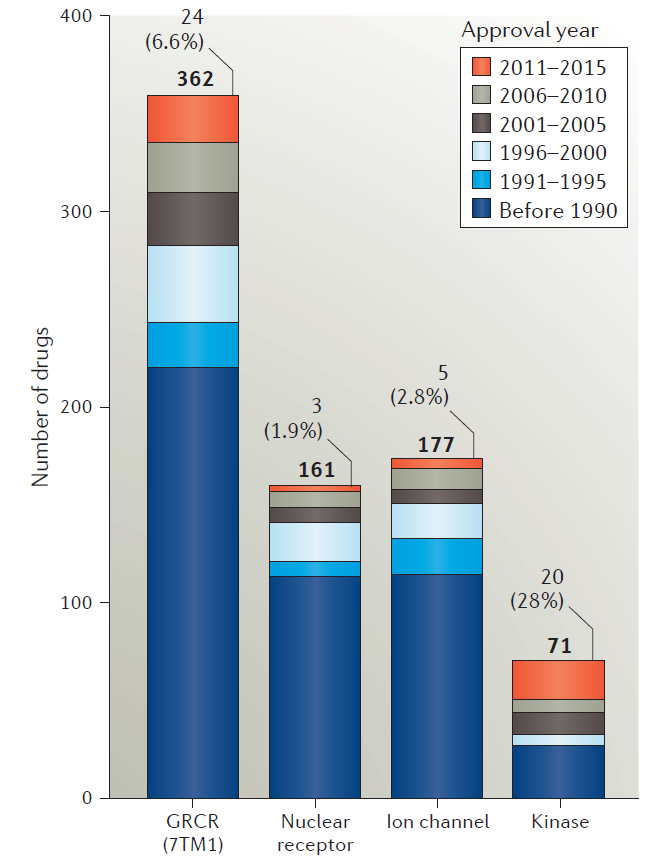 400
300
200
100
0
Number of drugs
24
(6.6%)
362
3
(1.9%)
161
5
(2.8%)
177
20
(28%)
71
Approval year
2011–2015
2006–2010
2001–2005
1996–2000
1991–1995
Before 1990
GRCR
(7TM1)
Nuclear
receptor
Ion channel
Kinase